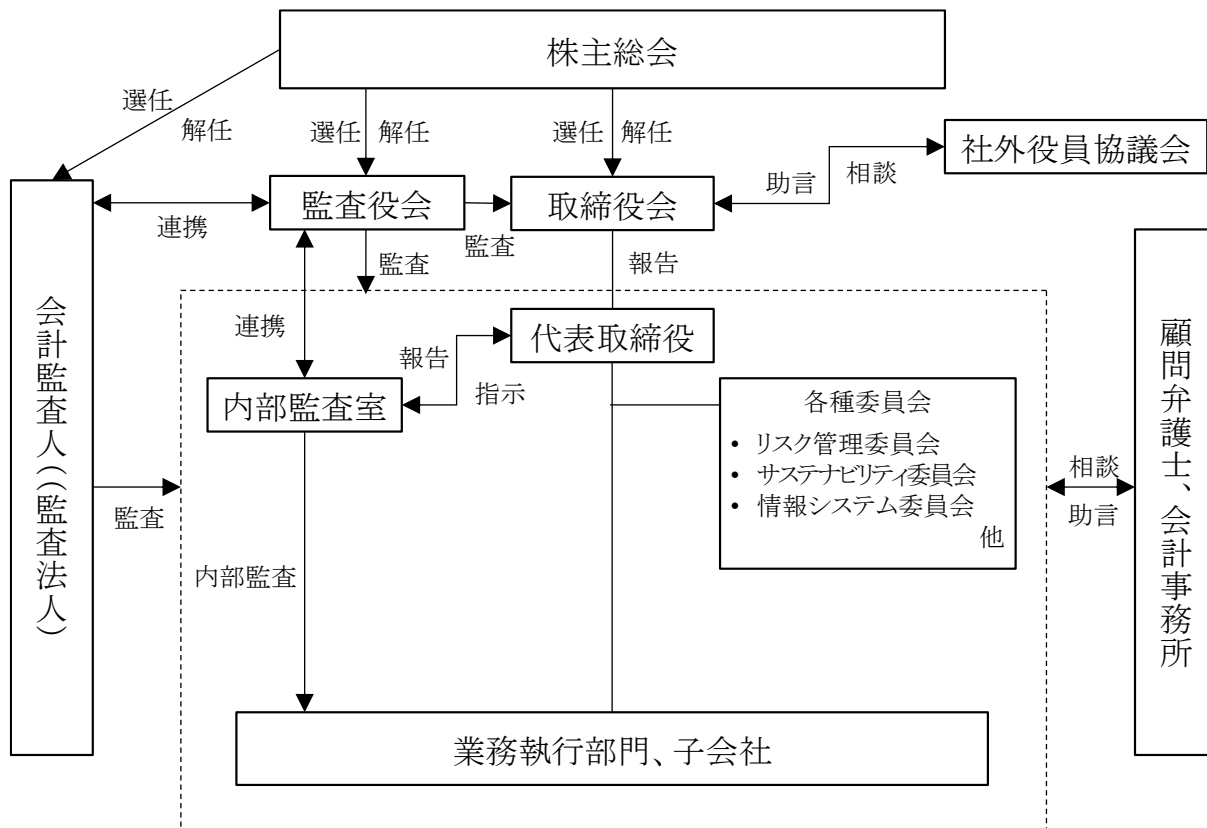 株主総会
選任
解任
選任 解任
選任 解任
社外役員協議会
助言 相談
監査役会
取締役会
連携
監査
監査
報告
会計監査人((監査法人)
連携
代表取締役
報告
指示
内部監査室
各種委員会
• リスク管理委員会
• サステナビリティ委員会
• 情報システム委員会
他
顧問弁護士、会計事務所
相談
助言
監査
内部監査
業務執行部門、子会社